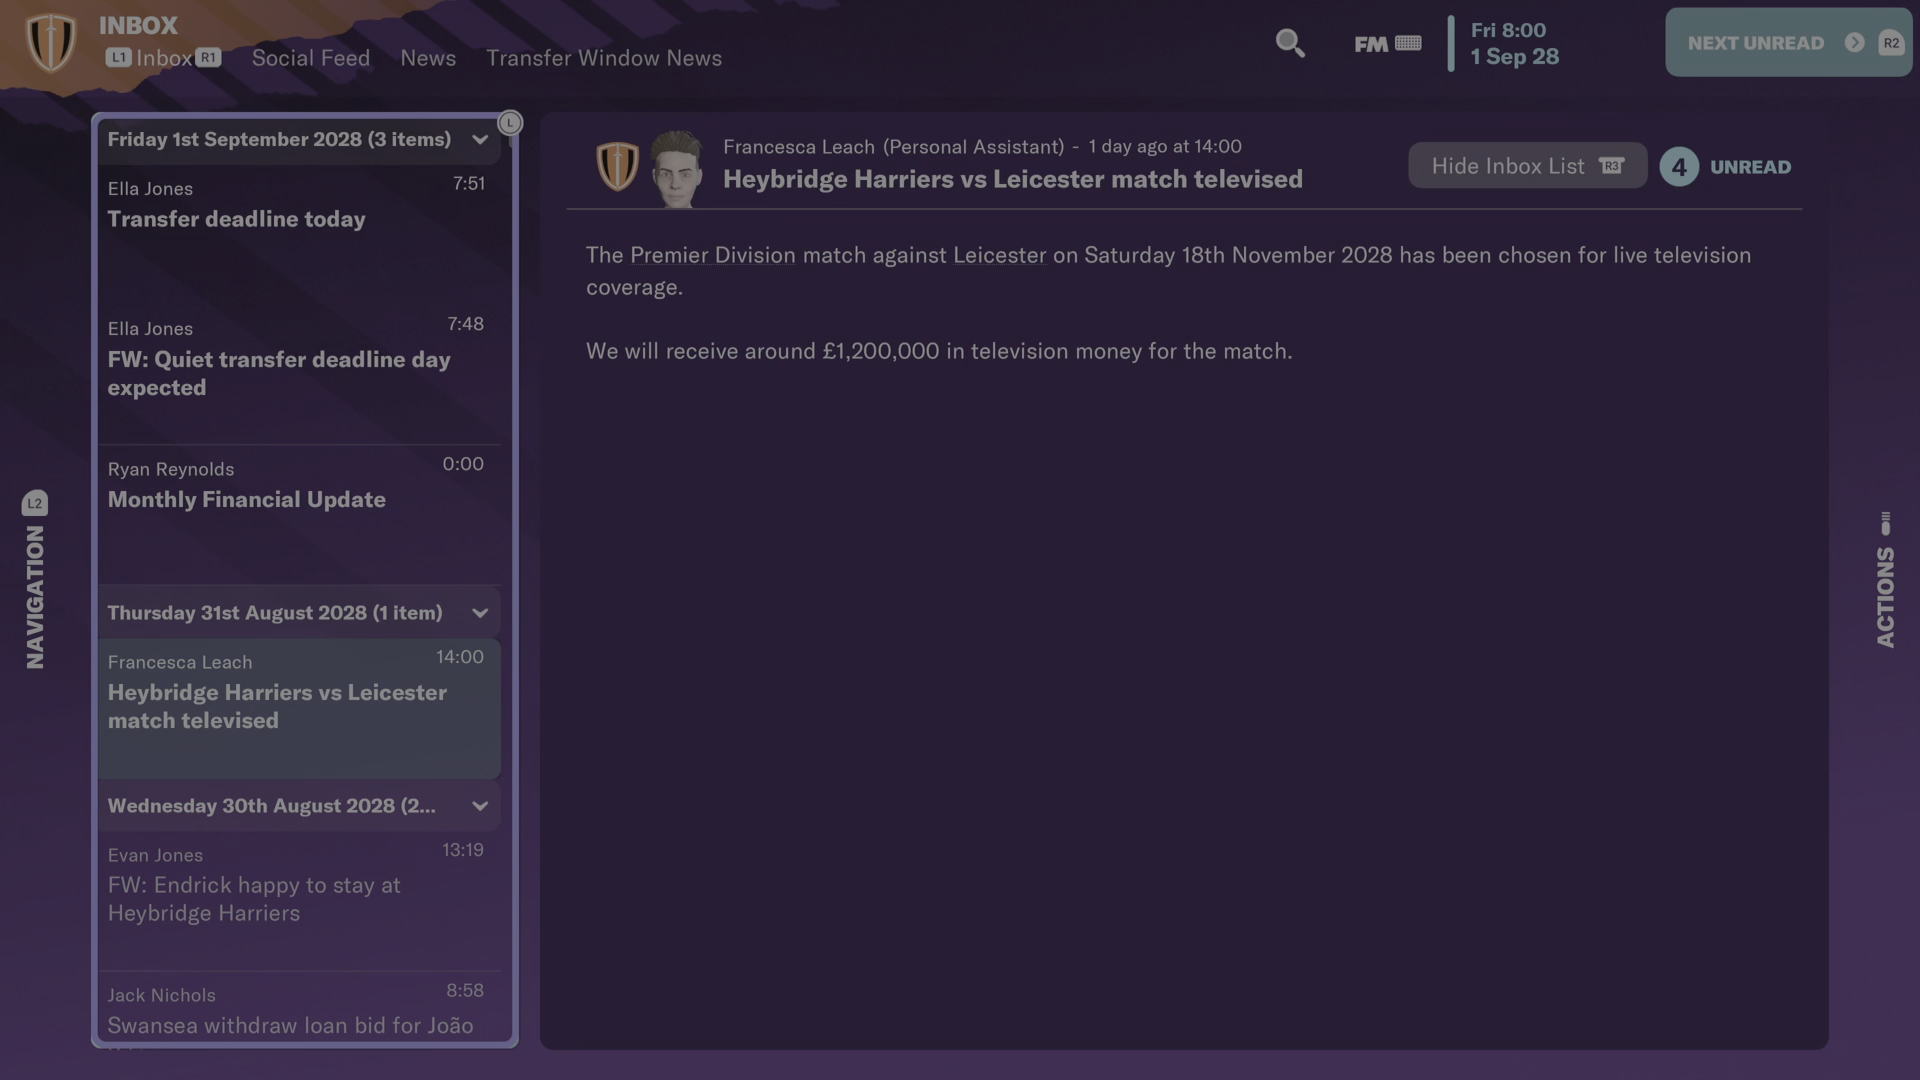 INBOX
L1 Inbox R1 Social Feed News Transfer Window News
FM
Fri 8:00
1 Sep 28
NEXT UNREAD R2
L
Friday 1st September 2028 (3 items)
Ella Jones 7:51
Transfer deadline today
Ella Jones 7:48
FW: Quiet transfer deadline day
expected
Ryan Reynolds 0:00
Monthly Financial Update
Thursday 31st August 2028 (1 item)
Francesca Leach 14:00
Heybridge Harriers vs Leicester
match televised
Wednesday 30th August 2028 (2...
Evan Jones 13:19
FW: Endrick happy to stay at
Heybridge Harriers
Jack Nichols 8:58
Swansea withdraw loan bid for João
Francesca Leach (Personal Assistant) - 1 day ago at 14:00
Heybridge Harriers vs Leicester match televised
Hide Inbox List R3
4 UNREAD
The Premier Division match against Leicester on Saturday 18th November 2028 has been chosen for live television
coverage.
We will receive around £1,200,000 in television money for the match.
L2
NAVIGATION
ACTIONS